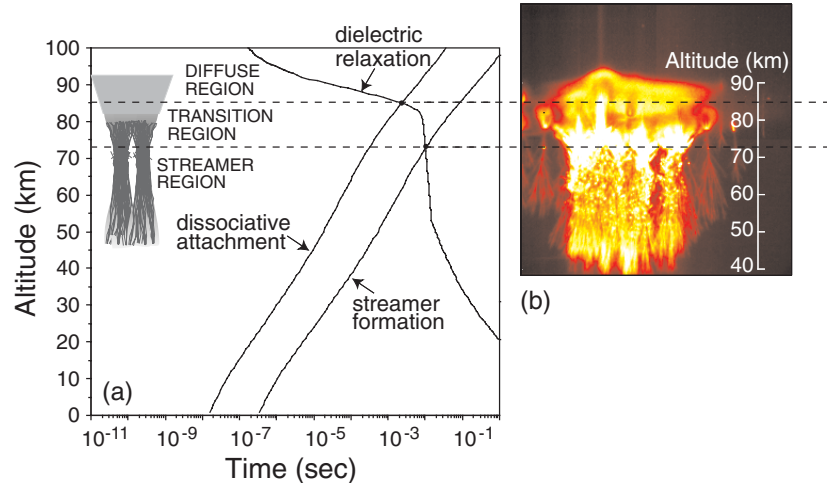 dielectric
relaxation
DIFFUSE
REGION
TRANSITION
REGION
STREAMER
REGION
dissociative
attachment
streamer
formation
(a)
Altitude (km)
100
90
80
70
60
50
40
30
20
10
0
10-11
10-9
10-7
10-5
10-3
10-1
Time (sec)
Altitude (km)
90
80
70
60
50
40
(b)